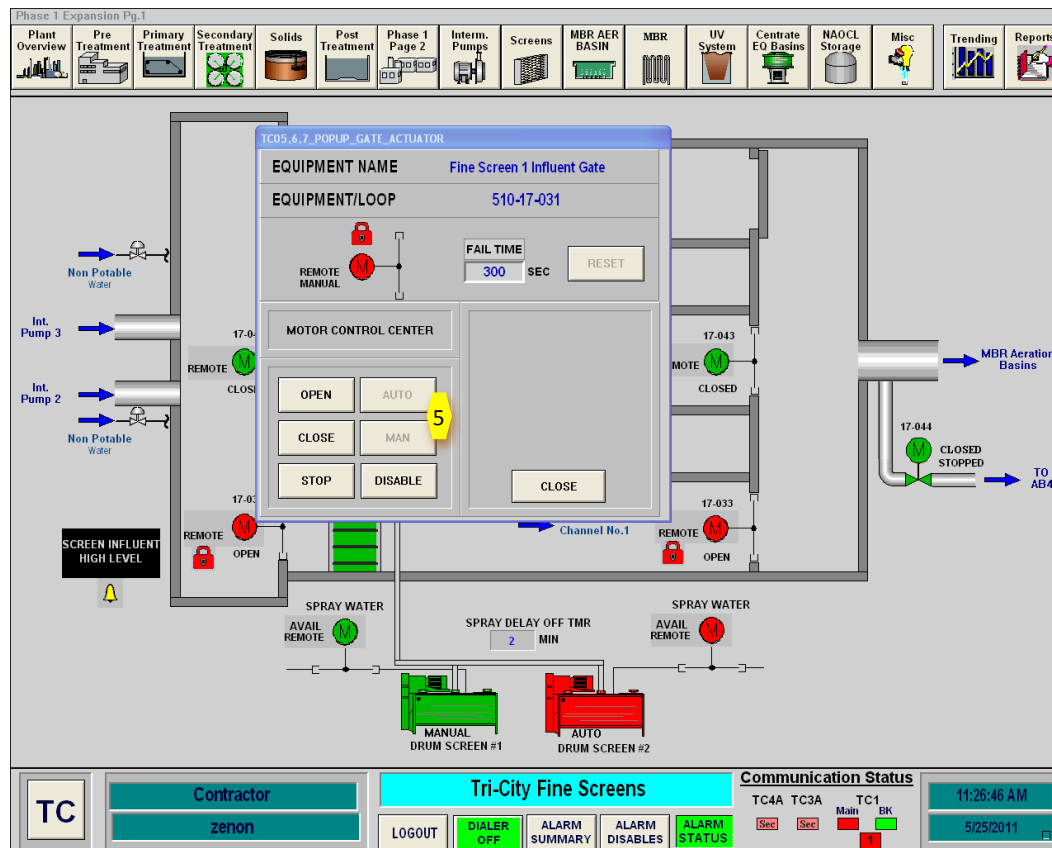 Phase 1 Expansion Pg.1
Plant Overview
Pre Treatment
Primary Treatment
Secondary Treatment
Solids
Post Treatment
Phase 1 Page 2
Interm. Pumps
Screens
MBR AER BASIN
MBR
UV System
Centrate EQ Basins
NAOCL Storage
Misc
Trending
Reports
TC05,6,7_POPUP_GATE_ACTUATOR
EQUIPMENT NAME Fine Screen 1 Influent Gate
EQUIPMENT/LOOP 510-17-031
REMOTE MANUAL
M
FAIL TIME
300 SEC
RESET
MOTOR CONTROL CENTER
OPEN AUTO
5
CLOSE MAN
STOP DISABLE
CLOSE
Non Potable
Water
Int.
Pump 3
Int.
Pump 2
Non Potable
Water
REMOTE M
17-043
M
CLOSED
MBR Aeration
Basins
17-044
M
CLOSED
STOPPED
TO
REMOTE M
OPEN
Channel No.1
17-033
REMOTE M
OPEN
SCREEN INFLUENT
HIGH LEVEL
SPRAY WATER
AVAIL
REMOTE M
SPRAY DELAY OFF TMR
2 MIN
SPRAY WATER
AVAIL
REMOTE M
MANUAL
DRUM SCREEN #1
AUTO
DRUM SCREEN #2
TC
Contractor
zenon
Tri-City Fine Screens
LOGOUT
DIALER OFF
ALARM SUMMARY
ALARM DISABLES
ALARM STATUS
Communication Status
TC4A TC3A TC1
Main BK
Sec Sec
1
11:26:46 AM
5/25/2011